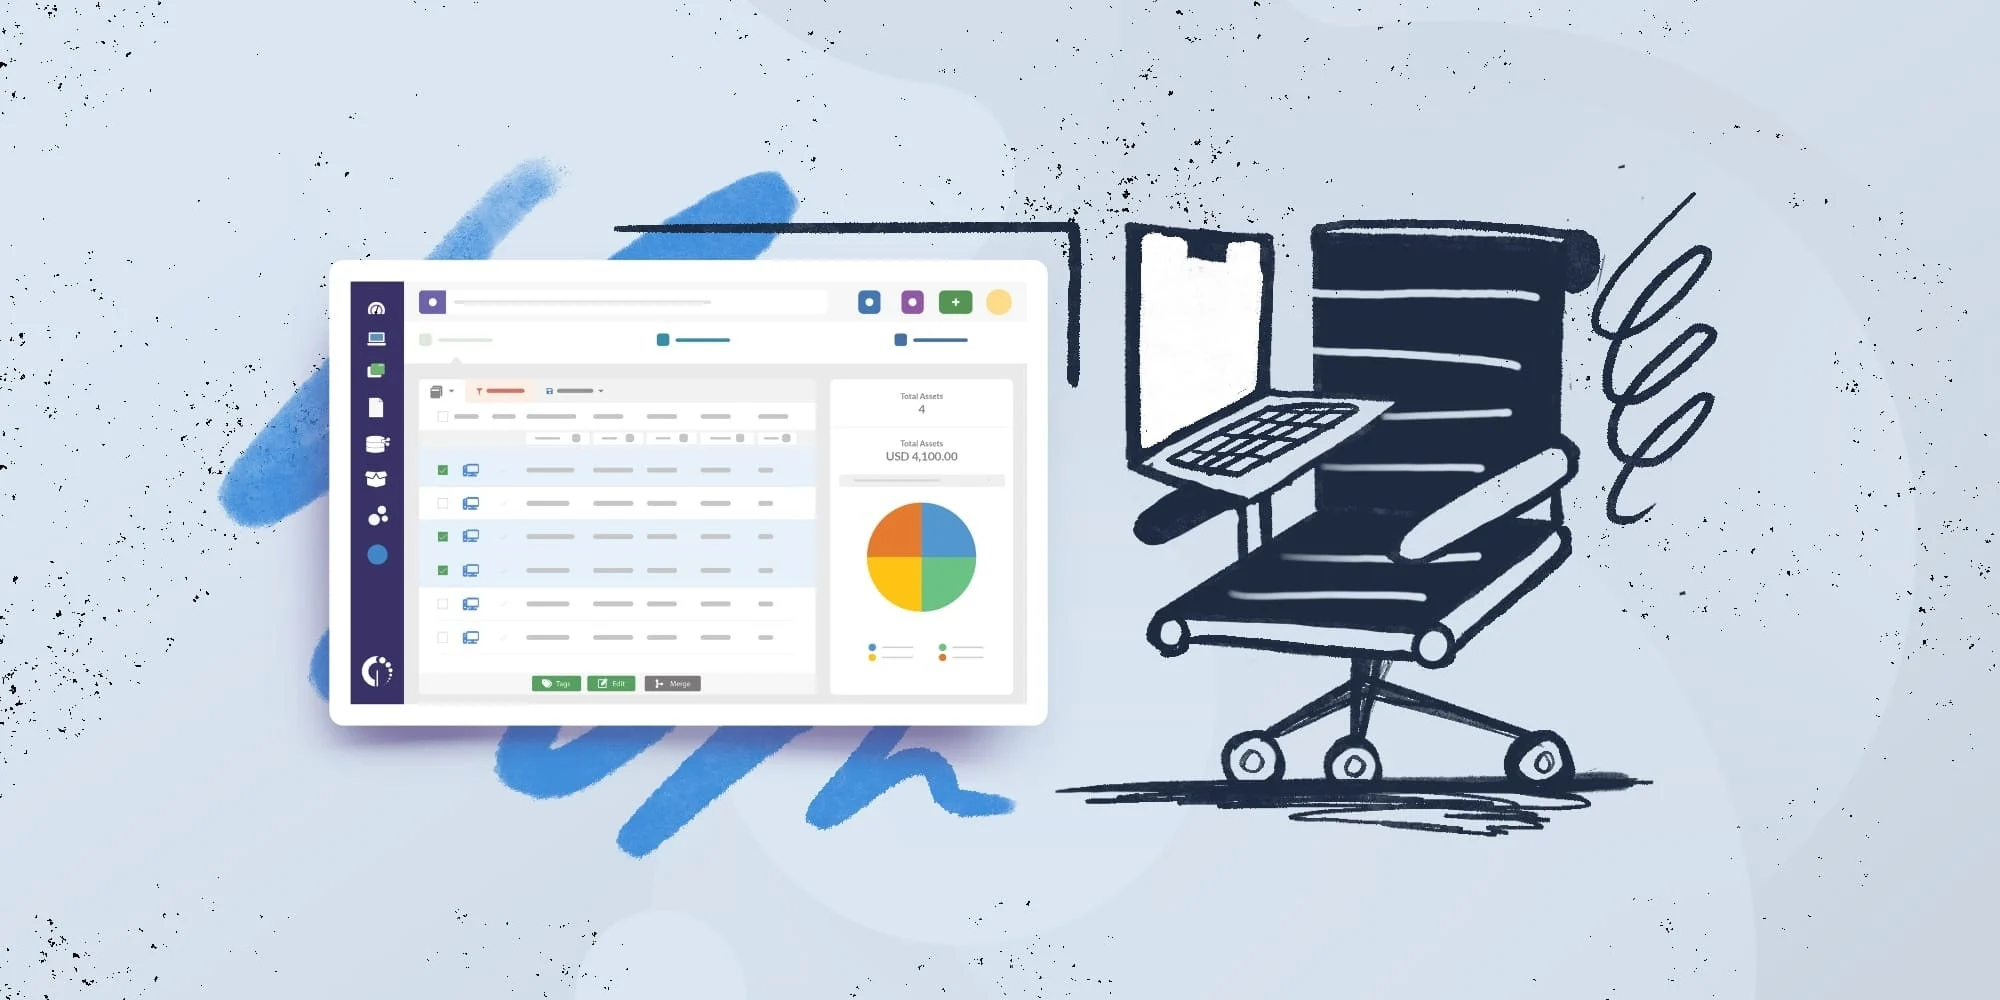 Total Assets
4
Total Assets
USD 4,100.00
Tags
Edit
Merge